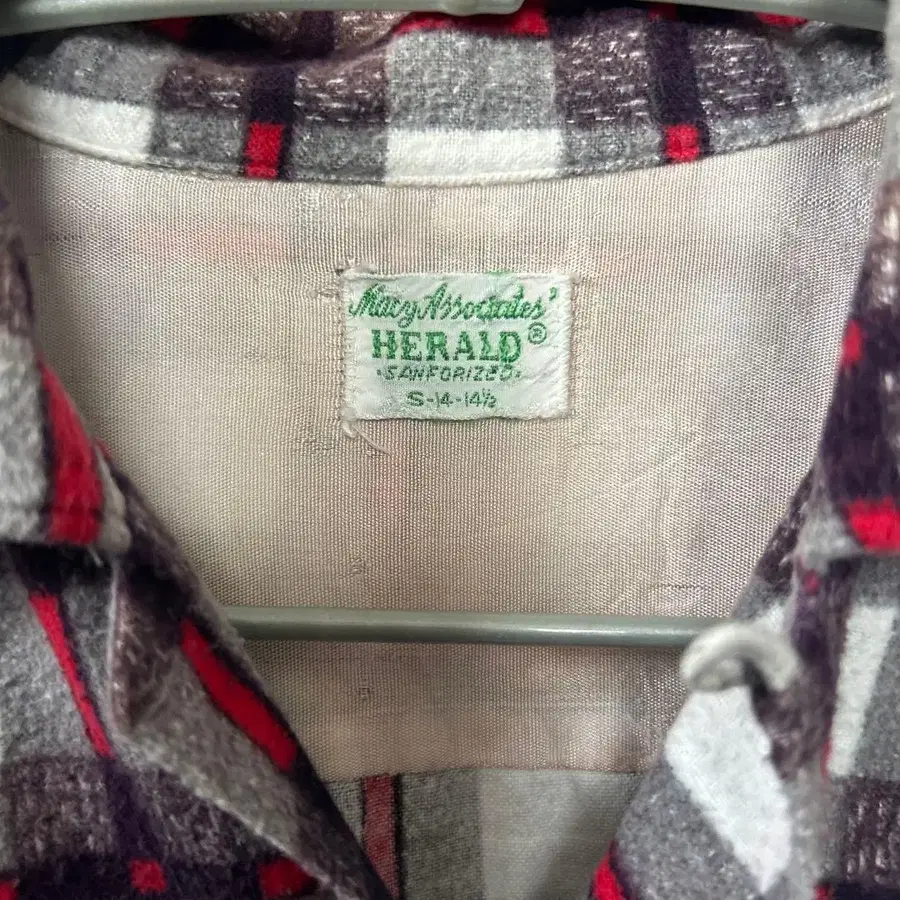 Macy Associates'
HERALD®
·SANFORIZED·
S-14-14½